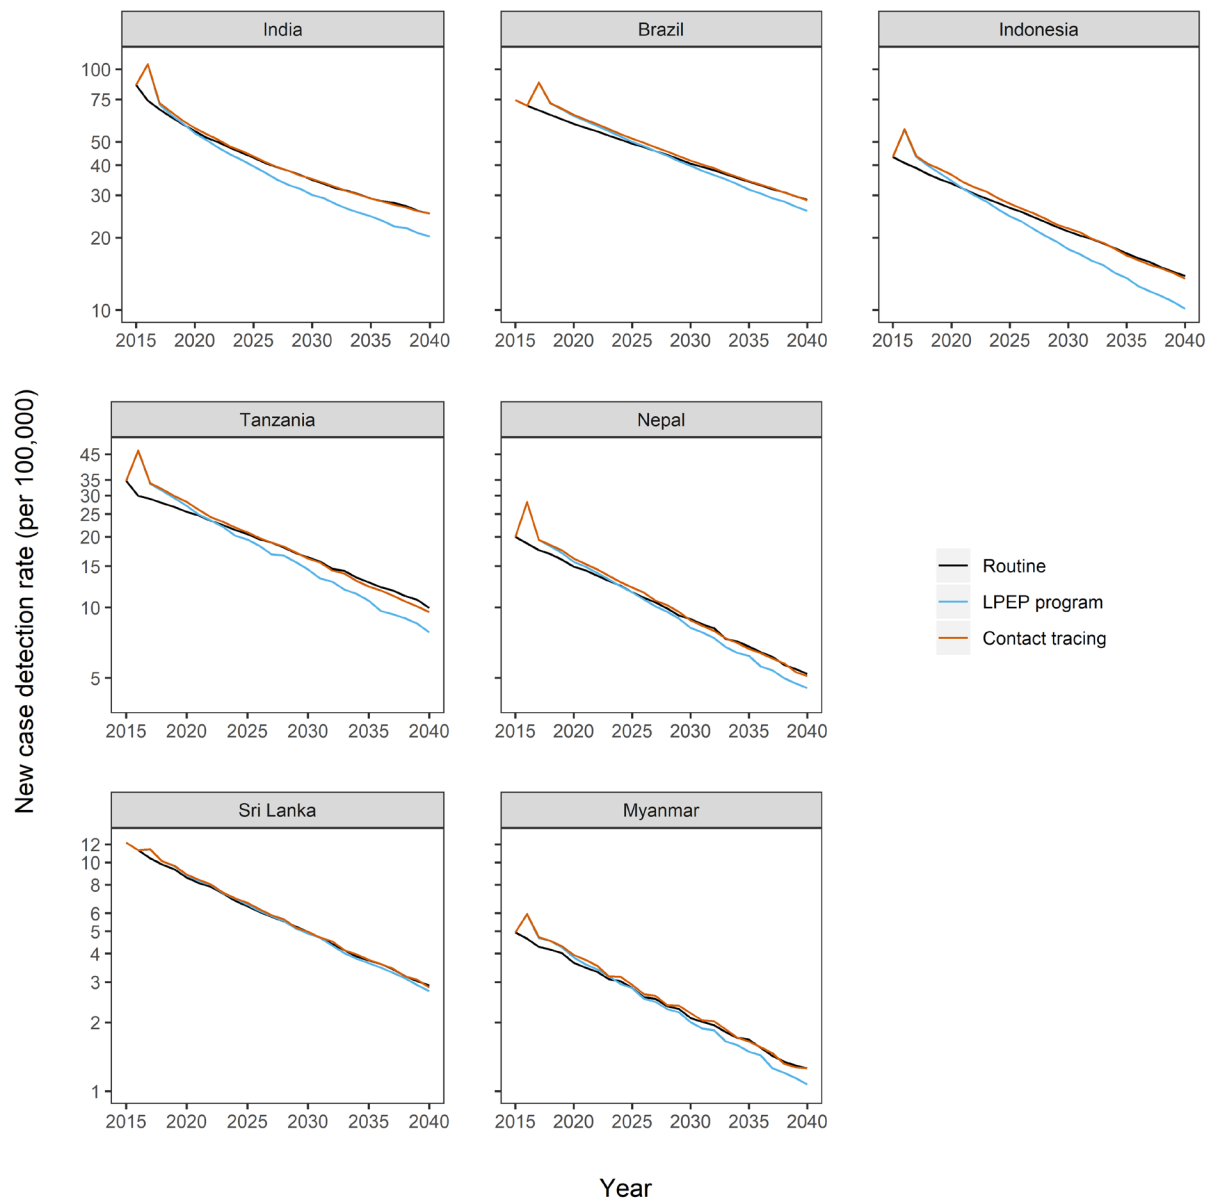 India
Brazil
Indonesia
100
75
50
40
30
20
10
2015 2020 2025 2030 2035 2040
2015 2020 2025 2030 2035 2040
2015 2020 2025 2030 2035 2040
New case detection rate (per 100,000)
Tanzania
Nepal
45
35
30
25
20
15
10
5
2015 2020 2025 2030 2035 2040
2015 2020 2025 2030 2035 2040
Routine
LPEP program
Contact tracing
Sri Lanka
Myanmar
12
10
8
6
5
4
3
2
1
2015 2020 2025 2030 2035 2040
2015 2020 2025 2030 2035 2040
Year